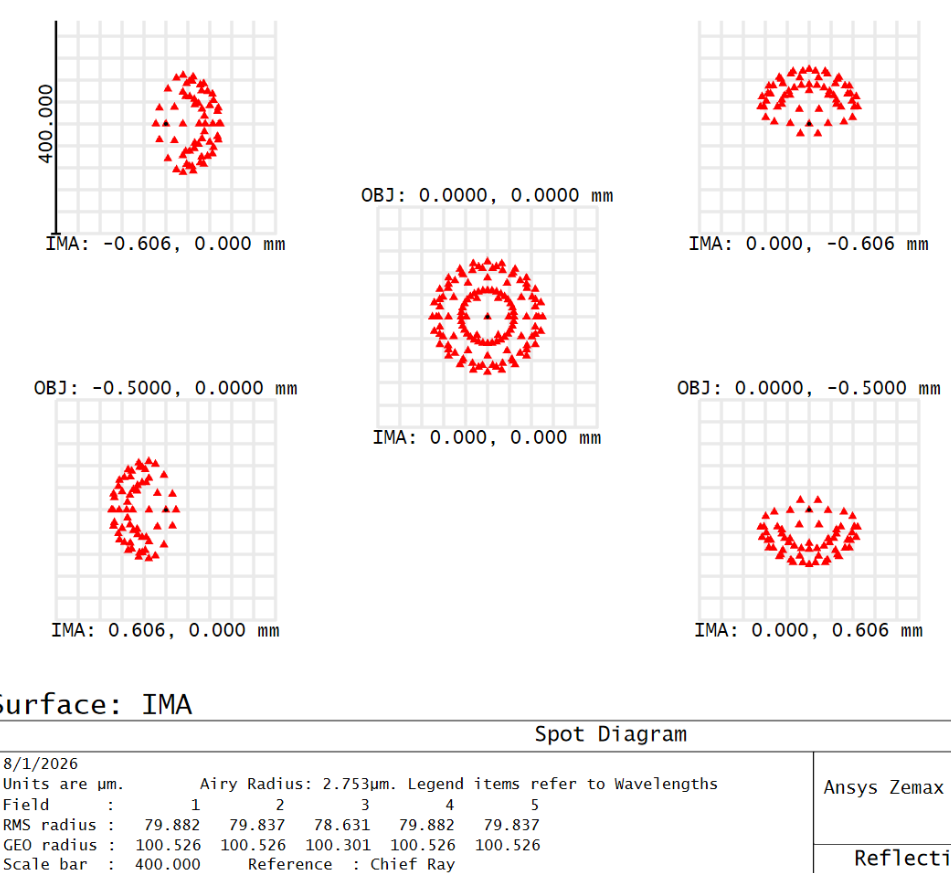 400.000
IMA: -0.606, 0.000 mm
IMA: 0.000, -0.606 mm
OBJ: 0.0000, 0.0000 mm
IMA: 0.000, 0.000 mm
OBJ: -0.5000, 0.0000 mm
OBJ: 0.0000, -0.5000 mm
IMA: 0.606, 0.000 mm
IMA: 0.000, 0.606 mm
Surface: IMA
Spot Diagram
8/1/2026
Units are µm. Airy Radius: 2.753µm. Legend items refer to Wavelengths
Field : 1 2 3 4 5
RMS radius : 79.882 79.837 78.631 79.882 79.837
GEO radius : 100.526 100.526 100.301 100.526 100.526
Scale bar : 400.000 Reference : Chief Ray
Ansys Zemax
Reflecti